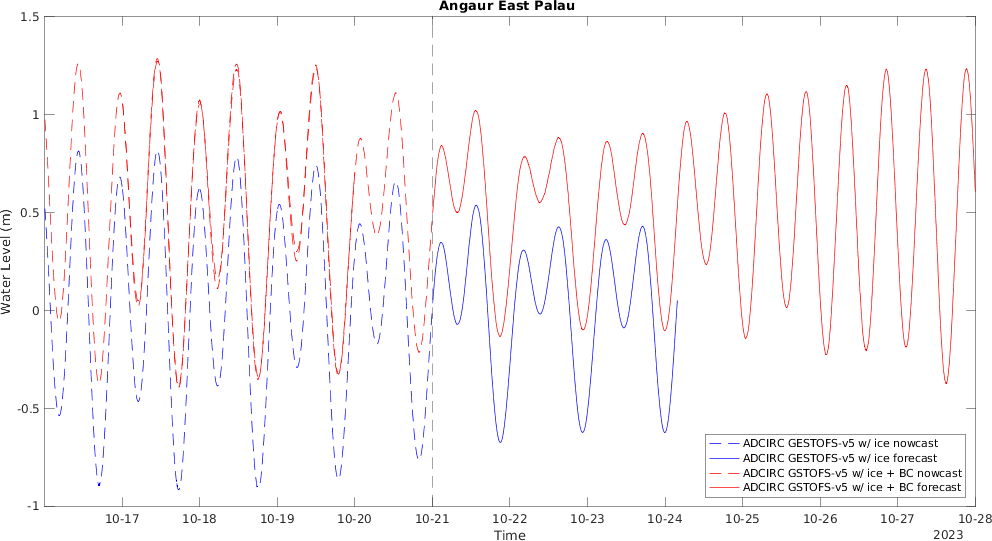 Angaur East Palau
1.5
1
0.5
0
-0.5
-1
Water Level (m)
10-17
10-18
10-19
10-20
10-21
10-22
10-23
10-24
10-25
10-26
10-27
10-28
Time
2023
ADCIRC GESTOFS-v5 w/ ice nowcast
ADCIRC GESTOFS-v5 w/ ice forecast
ADCIRC GSTOFS-v5 w/ ice + BC nowcast
ADCIRC GSTOFS-v5 w/ ice + BC forecast